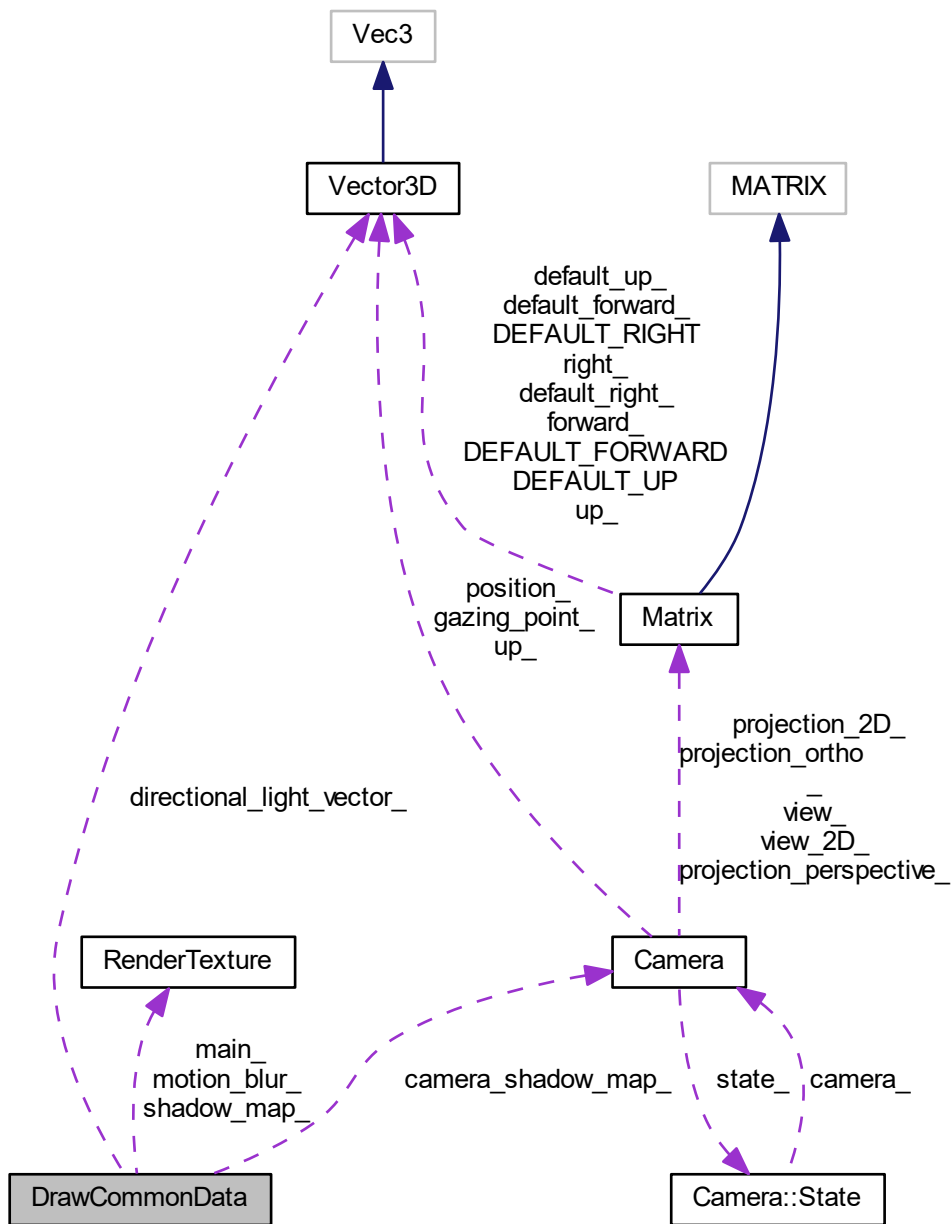 Vec3
Vector3D
MATRIX
default_up_
default_forward_
DEFAULT_RIGHT
right_
default_right_
forward_
DEFAULT_FORWARD
DEFAULT_UP
up_
position_
gazing_point_
up_
Matrix
projection_2D_
projection_ortho
_
view_
view_2D_
projection_perspective_
directional_light_vector_
RenderTexture
Camera
main_
motion_blur_
shadow_map_
camera_shadow_map_
state_
camera_
DrawCommonData
Camera::State